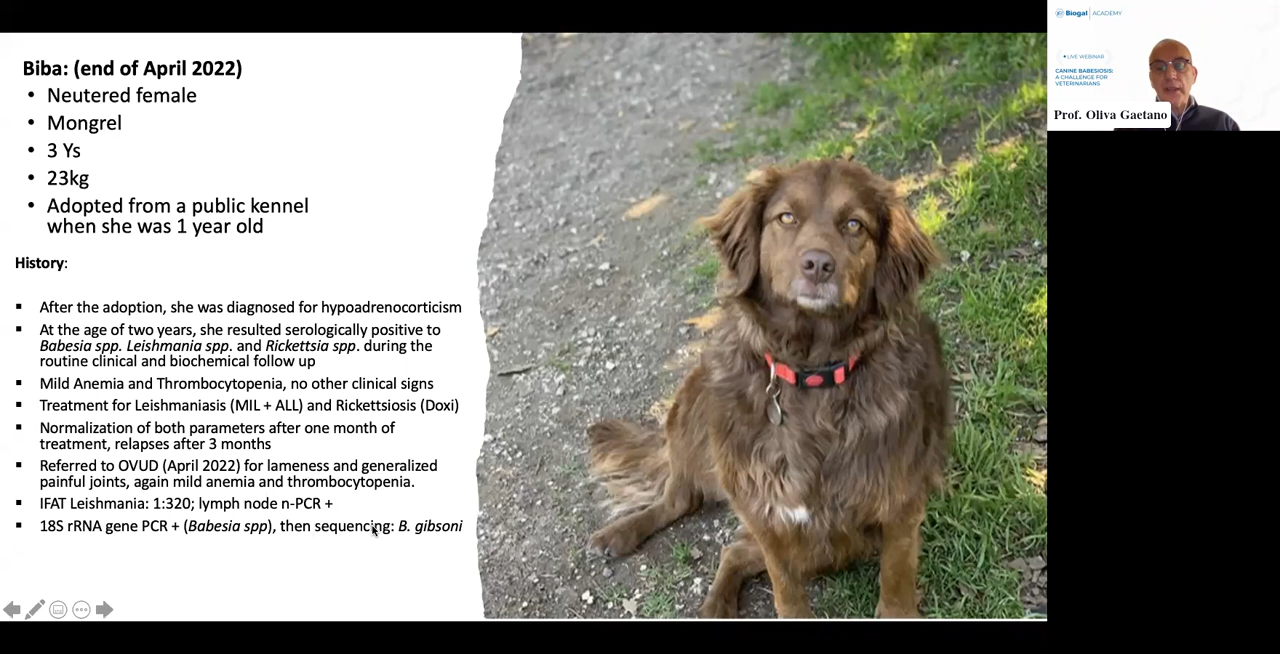 Biba: (end of April 2022)
• Neutered female
• Mongrel
• 3 Ys
• 23kg
• Adopted from a public kennel
when she was 1 year old
History:
▪ After the adoption, she was diagnosed for hypoadrenocorticism
▪ At the age of two years, she resulted serologically positive to
Babesia spp. Leishmania spp. and Rickettsia spp. during the
routine clinical and biochemical follow up
▪ Mild Anemia and Thrombocytopenia, no other clinical signs
▪ Treatment for Leishmaniasis (MIL + ALL) and Rickettsiosis (Doxi)
▪ Normalization of both parameters after one month of
treatment, relapses after 3 months
▪ Referred to OVUD (April 2022) for lameness and generalized
painful joints, again mild anemia and thrombocytopenia.
▪ IFAT Leishmania: 1:320; lymph node n-PCR +
▪ 18S rRNA gene PCR + (Babesia spp), then sequencing: B. gibsoni
Biogal | ACADEMY
• LIVE WEBINAR
CANINE BABESIOSIS:
A CHALLENGE FOR
VETERINARIANS
Prof. Oliva Gaetano